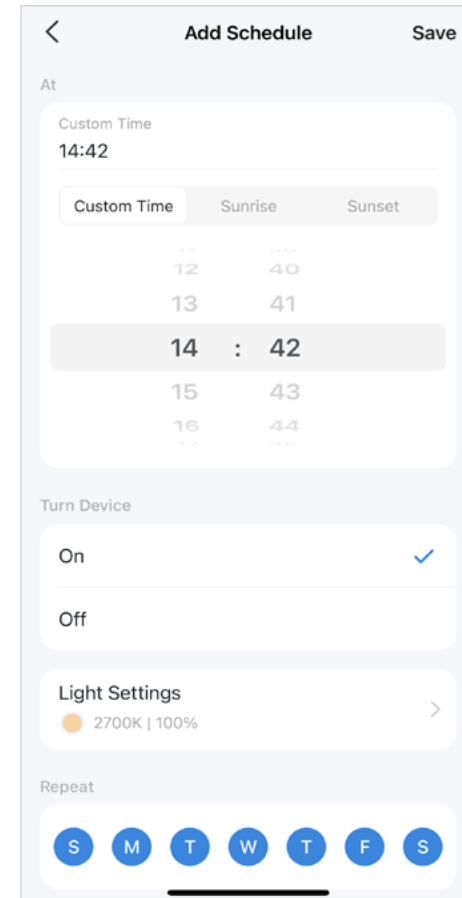 Add Schedule Save
At
Custom Time
14:42
Custom Time Sunrise Sunset
12 40
13 41
14 : 42
15 43
16 44
Turn Device
On
Off
Light Settings
2700K | 100%
Repeat
S M T W T F S